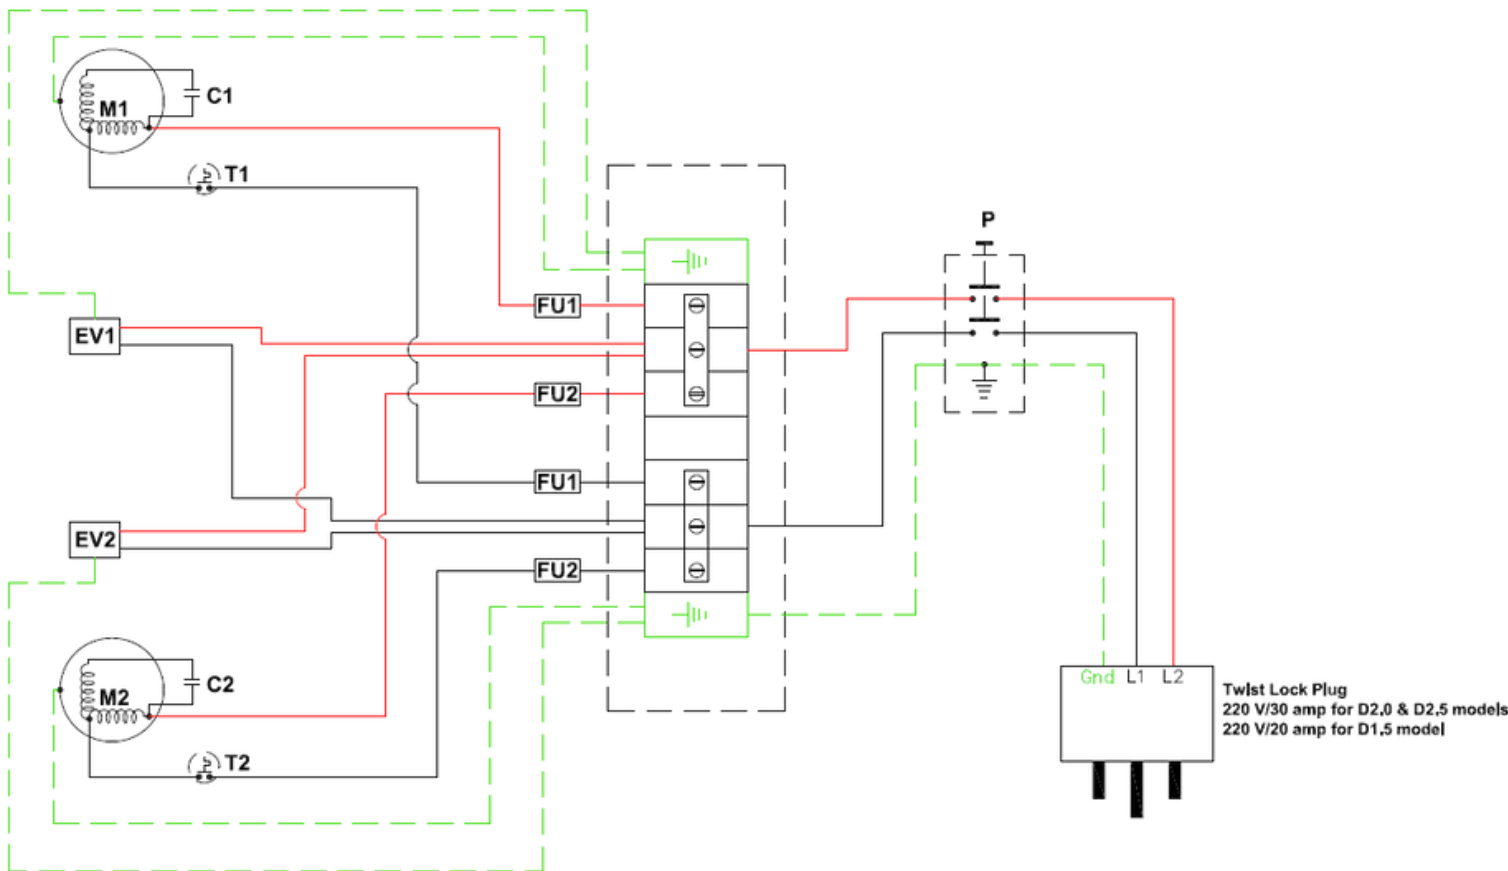 C1
M1
T1
P
FU1
EV1
FU2
FU1
EV2
FU2
Gnd L1 L2
C2
M2
Twist Lock Plug
220 V/30 amp for D2.0 & D2.5 models
220 V/20 amp for D1.5 model
T2